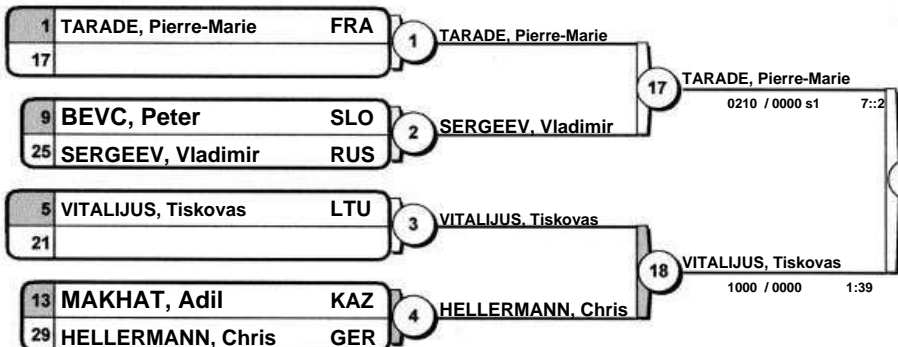 1 TARADE, Pierre-Marie FRA
17
1
TARADE, Pierre-Marie
9 BEVC, Peter SLO
25 SERGEEV, Vladimir RUS
2
SERGEEV, Vladimir
17
TARADE, Pierre-Marie
0210 / 0000 s1 7::2
5 VITALIJUS, Tiskovas LTU
21
3
VITALIJUS, Tiskovas
13 MAKHAT, Adil KAZ
29 HELLERMANN, Chris GER
4
HELLERMANN, Chris
18
VITALIJUS, Tiskovas
1000 / 0000 1:39